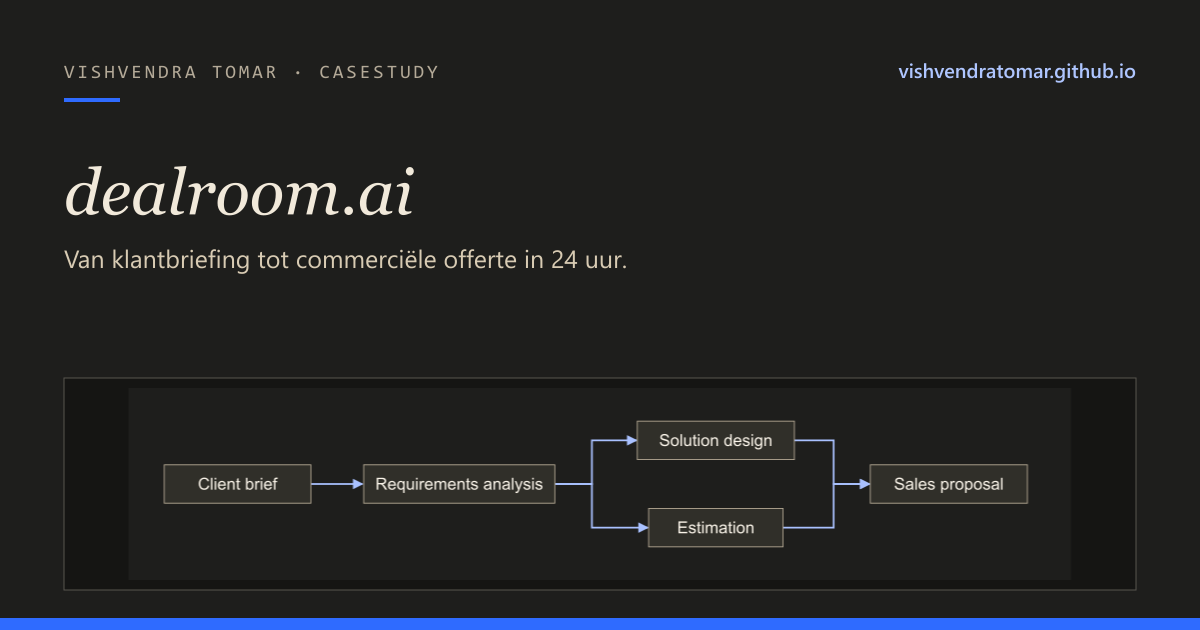 VISHVENDRA TOMAR · CASESTUDY
vishvendratomar.github.io
dealroom.ai
Van klantbriefing tot commerciële offerte in 24 uur.
Client brief
Requirements analysis
Solution design
Estimation
Sales proposal